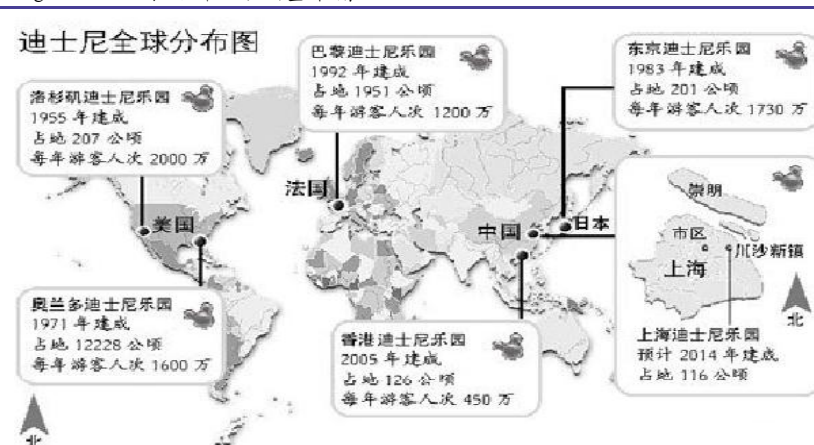 迪士尼全球分布图
洛杉矶迪士尼乐园
1955 年建成
占地 207 公顷
每年游客人次 2000 万
巴黎迪士尼乐园
1992 年建成
占地 1951 公顷
每年游客人次 1200 万
东京迪士尼乐园
1983 年建成
占地 201 公顷
每年游客人次 1730 万
法国
美国
中国
日本
崇明
市区
川沙新镇
上海
北
上海迪士尼乐园
预计 2014 年建成
占地 116 公顷
奥兰多迪士尼乐园
1971 年建成
占地 12228 公顷
每年游客人次 1600 万
香港迪士尼乐园
2005 年建成
占地 126 公顷
每年游客人次 450 万
北